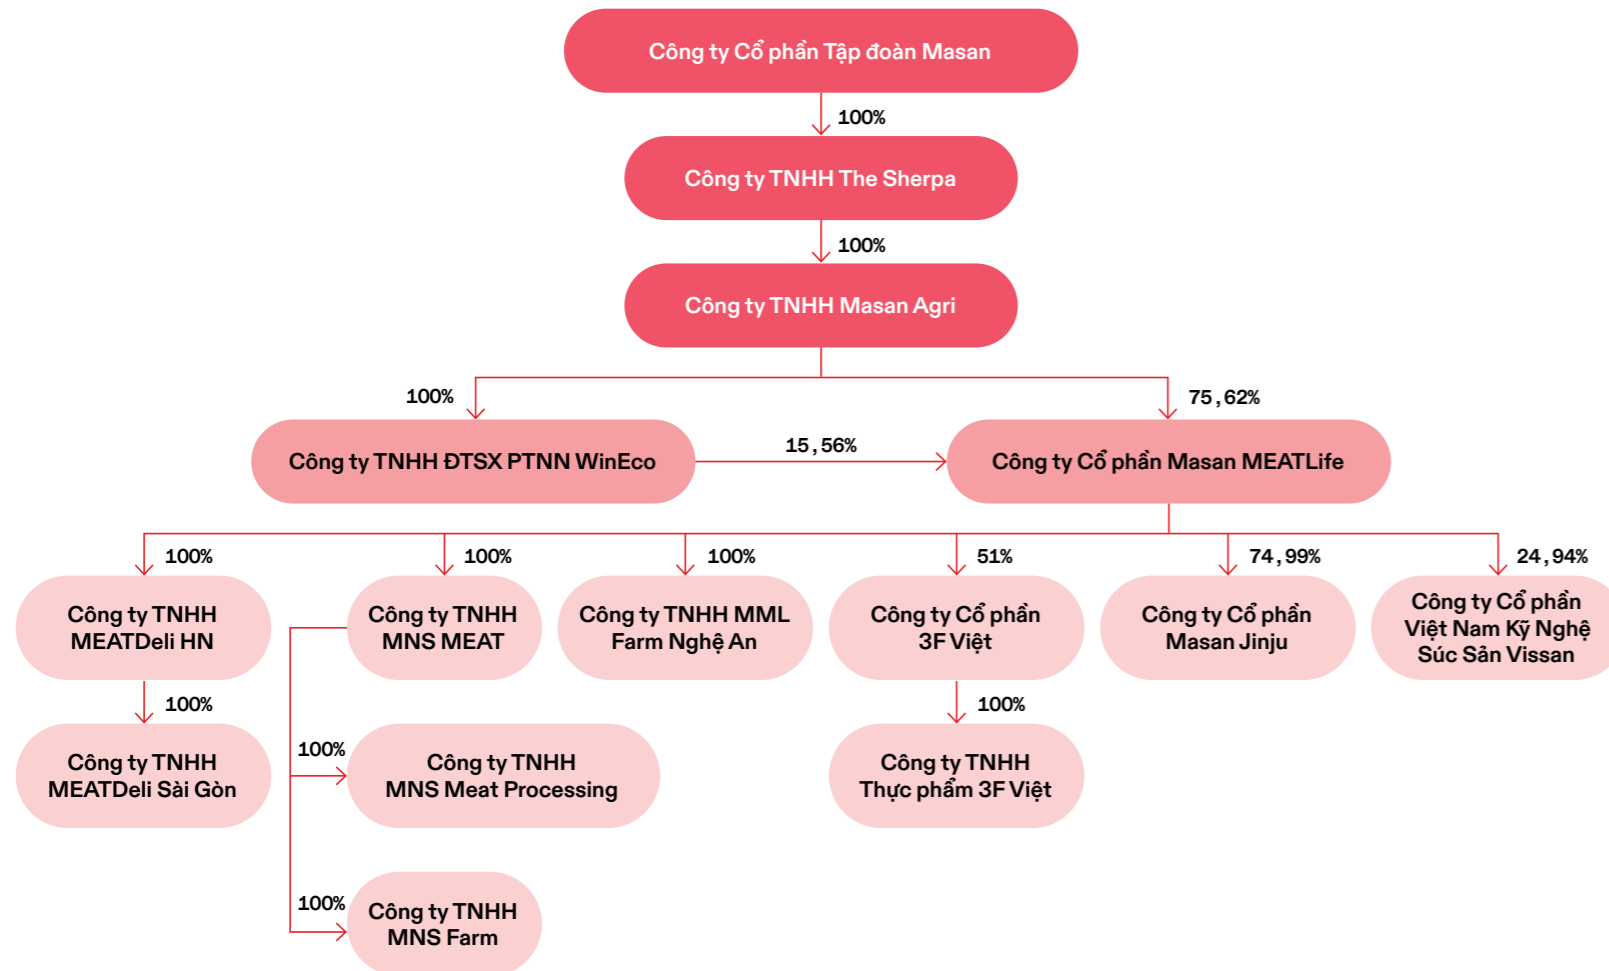 Công ty Cổ phần Tập đoàn Masan
100%
Công ty TNHH The Sherpa
100%
Công ty TNHH Masan Agri
100%
75,62%
Công ty TNHH ĐTSX PTNN WinEco
15,56%
Công ty Cổ phần Masan MEATLife
100%
100%
100%
51%
74,99%
24,94%
Công ty TNHH
MEATDeli HN
Công ty TNHH
MNS MEAT
Công ty TNHH MML
Farm Nghệ An
Công ty Cổ phần
3F Việt
Công ty Cổ phần
Masan Jinju
Công ty Cổ phần
Việt Nam Kỹ Nghệ
Súc Sản Vissan
100%
100%
100%
Công ty TNHH
MEATDeli Sài Gòn
Công ty TNHH
MNS Meat Processing
Công ty TNHH
Thực phẩm 3F Việt
100%
Công ty TNHH
MNS Farm